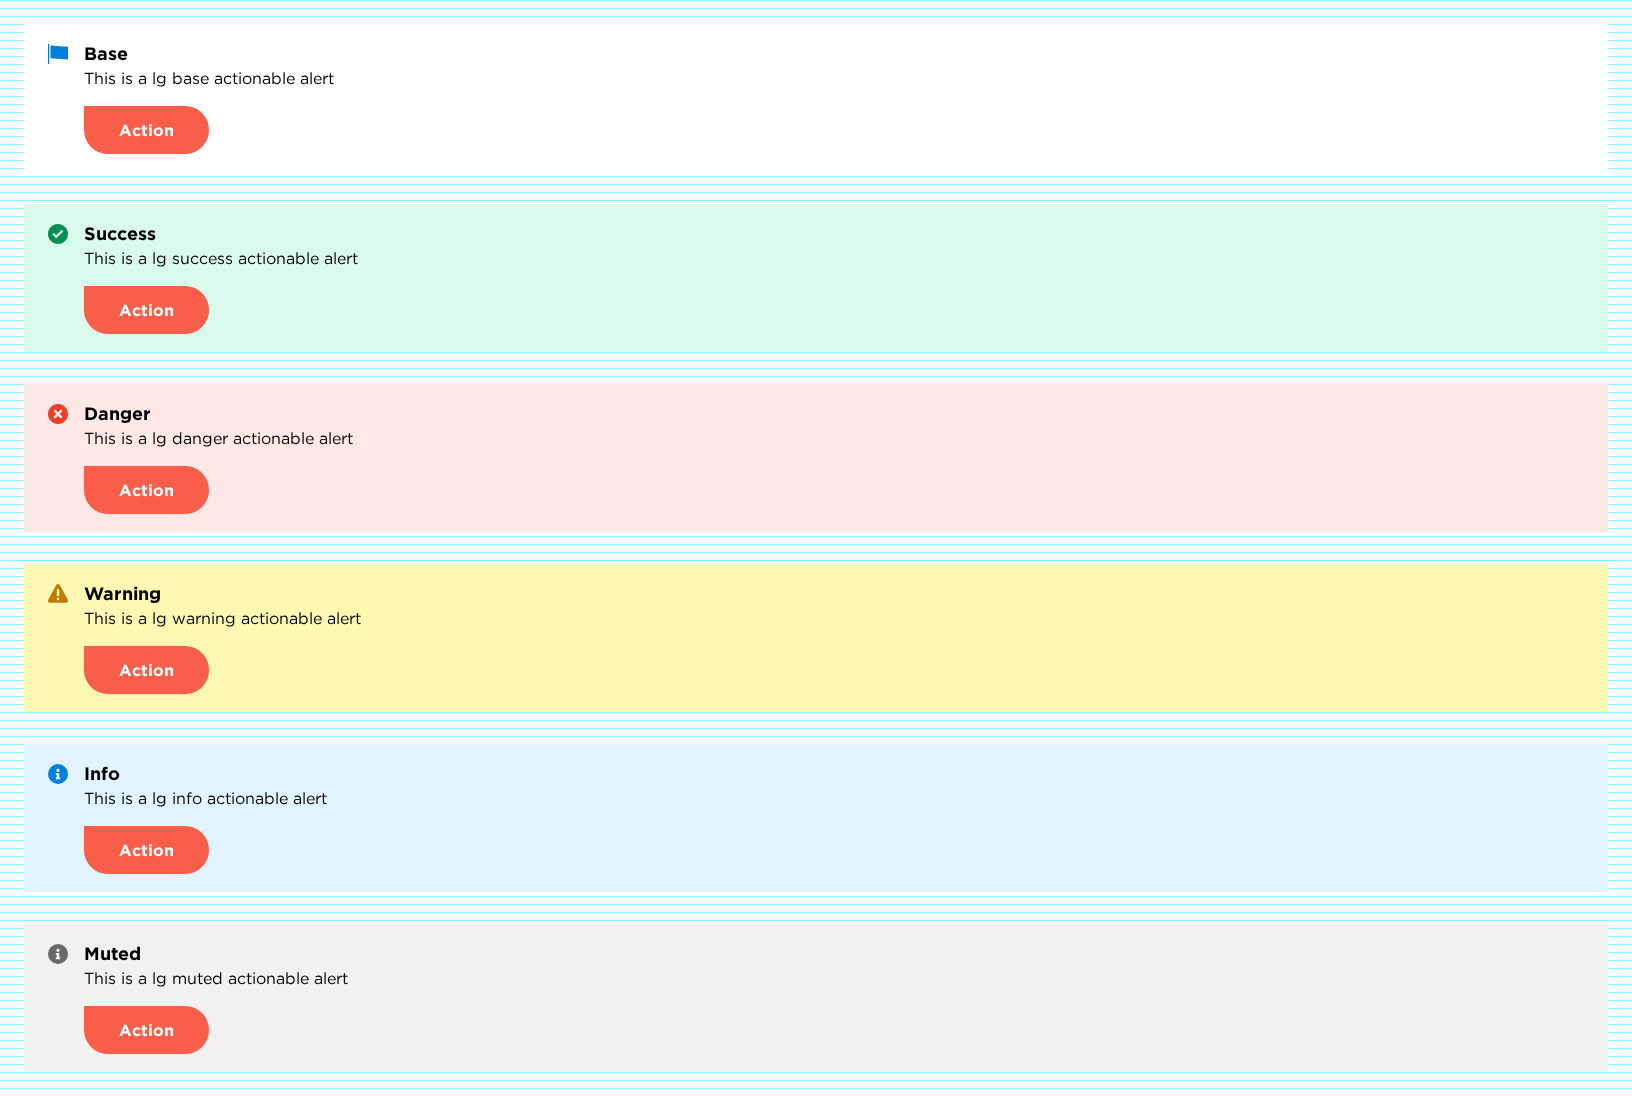 Base
This is a lg base actionable alert
Action
Success
This is a lg success actionable alert
Action
Danger
This is a lg danger actionable alert
Action
Warning
This is a lg warning actionable alert
Action
Info
This is a lg info actionable alert
Action
Muted
This is a lg muted actionable alert
Action